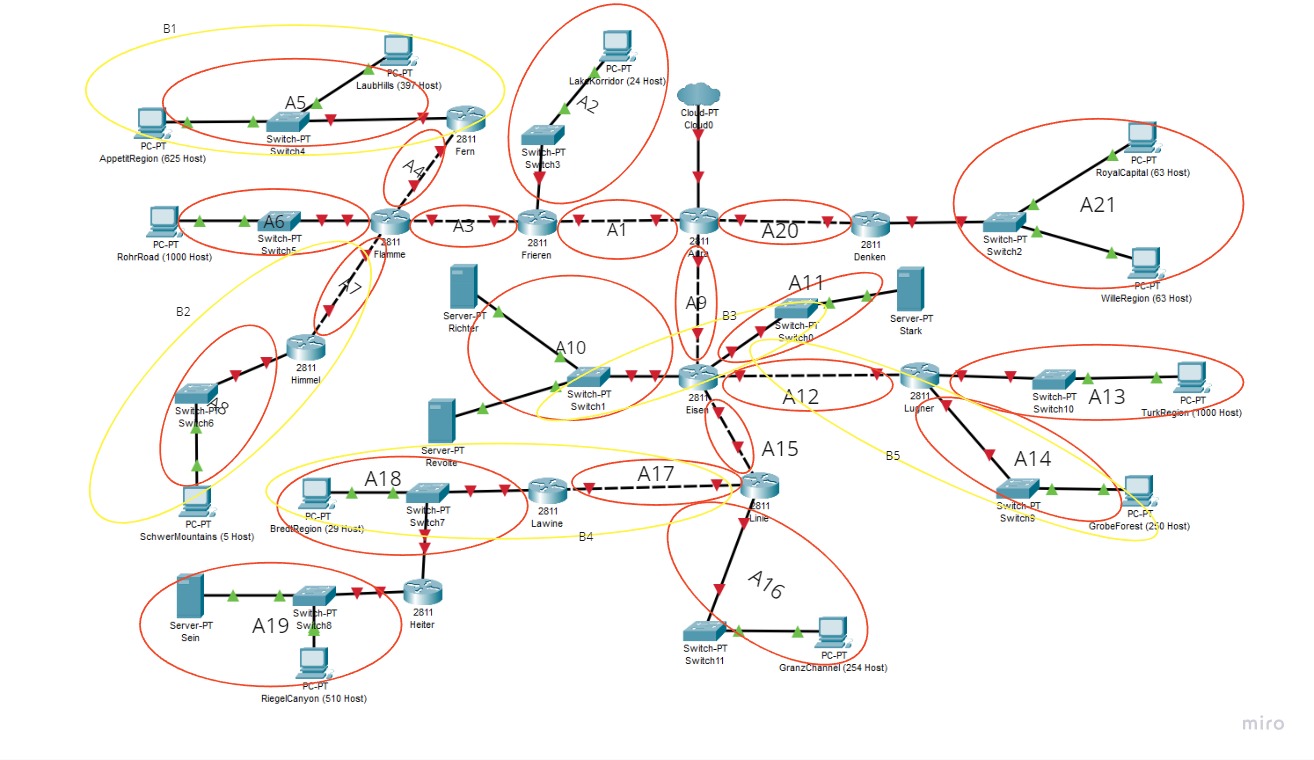 B1
PC-PT
LaubHills (397 Host)
A5
PC-PT
AppetitRegion (625 Host)
Switch-PT
Switch4
2811
Fern
A4
PC-PT
LakeKorridor (24 Host)
A2
Switch-PT
Switch3
Cloud-PT
Cloud0
PC-PT
RoyalCapital (63 Host)
A21
Switch-PT
Switch2
PC-PT
WilleRegion (63 Host)
PC-PT
RohrRoad (1000 Host)
A6
Switch-PT
Switch5
2811
Flamme
A3
2811
Frieren
A1
2811
A20
2811
Denken
A7
B2
2811
Himmel
A8
Switch-PT
Switch6
PC-PT
SchwerMountains (5 Host)
Server-PT
Richter
A10
Switch-PT
Switch1
Server-PT
Revolte
A9
B3
A11
Switch-PT
Switch0
Server-PT
Stark
2811
Eisen
A12
2811
Lugner
A13
Switch-PT
Switch10
PC-PT
TurkRegion (1000 Host)
A14
Switch-PT
Switch9
PC-PT
GrobeForest (250 Host)
B5
A15
A17
2811
Linie
A18
PC-PT
BredtRegion (29 Host)
Switch-PT
Switch7
2811
Lawine
B4
A16
Switch-PT
Switch11
PC-PT
GranzChannel (254 Host)
Server-PT
Sein
A19
Switch-PT
Switch8
2811
Heiter
PC-PT
RiegelCanyon (510 Host)
miro